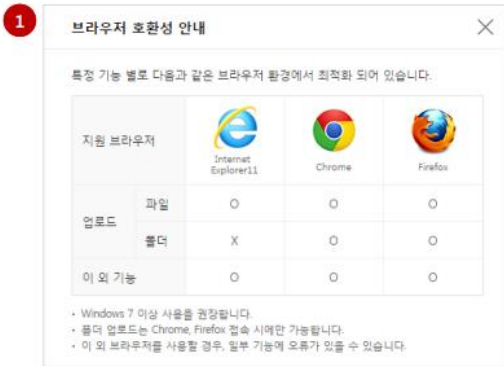 1
브라우저 호환성 안내
특정 기능 별로 다음과 같은 브라우저 환경에서 최적화 되어 있습니다.
지원 브라우저
Internet
Explorer11
Chrome
Firefox
업로드
파일 O O O
폴더 X O O
이 외 기능 O O O
• Windows 7 이상 사용을 권장합니다.
• 폴더 업로드는 Chrome, Firefox 접속 시에만 가능합니다.
• 이 외 브라우저를 사용할 경우, 일부 기능에 오류가 있을 수 있습니다.